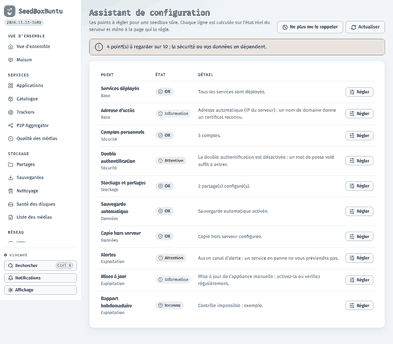 SeedBoxBuntu
VUE D'ENSEMBLE
Vue d'ensemble
Maison
SERVICES
Applications
Catalogue
Trackers
P2P Aggregator
Qualité des médias
STOCKAGE
Partages
Sauvegardes
Nettoyage
Santé des disques
Liste des médias
RÉSEAU
Rechercher
Ctrl K
Notifications
Affichage
Assistant de configuration
Les points à régler pour une seedbox sûre. Chaque ligne est calculée sur l'état réel du
serveur et mène à la page qui la règle.
Ne plus me le rappeler
Actualiser
4 point(s) à regarder sur 10 : la sécurité ou vos données en dépendent.
POINT ÉTAT DÉTAIL
Services déployés
Base
OK
Tous les services sont déployés.
Régler
Adresse d'accès
Base
Information
Adresse automatique (IP du serveur) ; un nom de domaine donne
un certificat reconnu.
Régler
Comptes personnels
Sécurité
OK
3 comptes.
Régler
Double
authentification
Sécurité
Attention
La double authentification est désactivée : un mot de passe volé
suffit à entrer.
Régler
Stockage et partages
Stockage
OK
2 partage(s) configuré(s).
Régler
Sauvegarde
automatique
Données
OK
Sauvegarde automatique activée.
Régler
Copie hors serveur
Données
OK
Copie hors serveur configurée.
Régler
Alertes
Exploitation
Attention
Aucun canal d'alerte : un service en panne ne vous préviendra pas.
Régler
Mises à jour
Exploitation
Information
Mise à jour de l'appliance manuelle : activez-la ou vérifiez
régulièrement.
Régler
Rapport
hebdomadaire
Exploitation
Contrôle impossible : exemple.
Régler